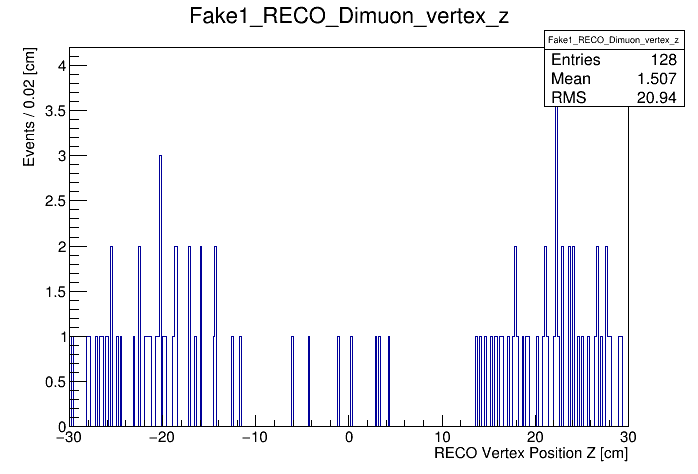 Fake1_RECO_Dimuon_vertex_z
Fake1_RECO_Dimuon_vertex_z
Entries 128
Mean 1.507
RMS 20.94
Events / 0.02 [cm]
4
3.5
3
2.5
2
1.5
1
0.5
0
−30 −20 −10 0 10 20 30
RECO Vertex Position Z [cm]